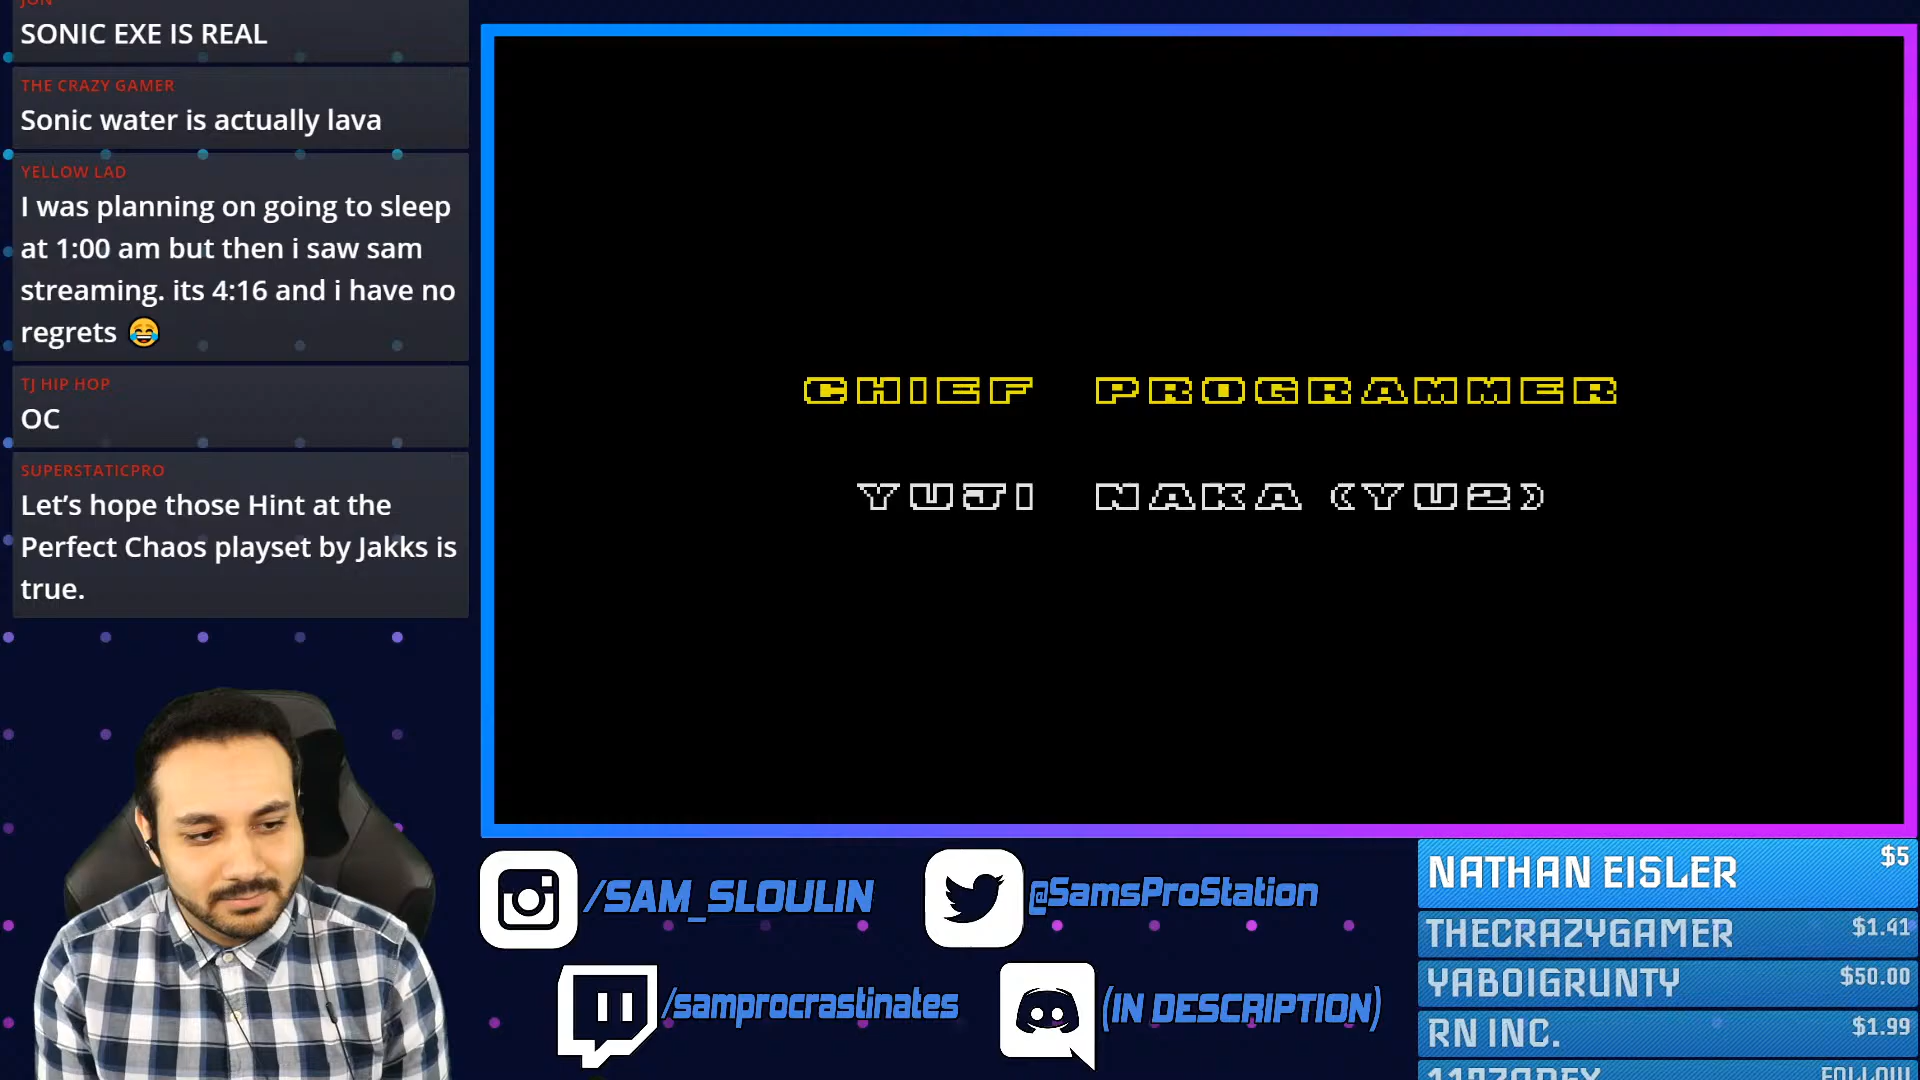 JON
SONIC EXE IS REAL
THE CRAZY GAMER
Sonic water is actually lava
YELLOW LAD
I was planning on going to sleep
at 1:00 am but then i saw sam
streaming. its 4:16 and i have no
regrets 😂
TJ HIP HOP
OC
SUPERSTATICPRO
Let's hope those Hint at the
Perfect Chaos playset by Jakks is
true.
CHIEF PROGRAMMER
YUJI NAKA (YU2)
/SAM_SLOULIN
@SamsProStation
/samprocrastinates
(IN DESCRIPTION)
NATHAN EISLER $5
THECRAZYGAMER $1.41
YABOIGRUNTY $50.00
RN INC. $1.99
FOLLOW